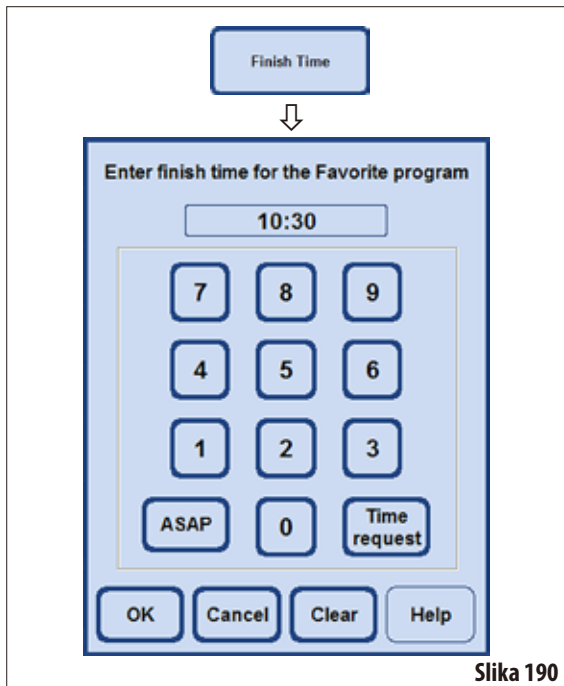 Finish Time
Enter finish time for the Favorite program
10:30
7 8 9
4 5 6
1 2 3
ASAP 0 Time request
OK Cancel Clear Help
Slika 190